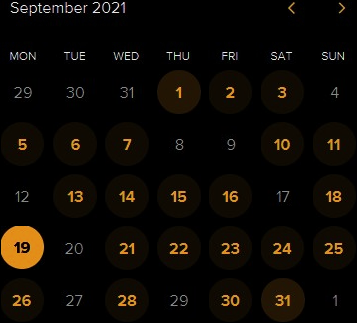 September 2021
MON TUE WED THU FRI SAT SUN
29 30 31 1 2 3 4
5 6 7 8 9 10 11
12 13 14 15 16 17 18
19 20 21 22 23 24 25
26 27 28 29 30 31 1